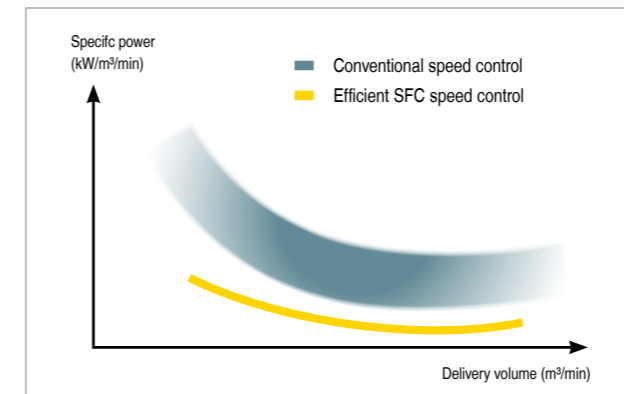 Specifc power
(kW/m³/min)
Conventional speed control
Efficient SFC speed control
Delivery volume (m³/min)